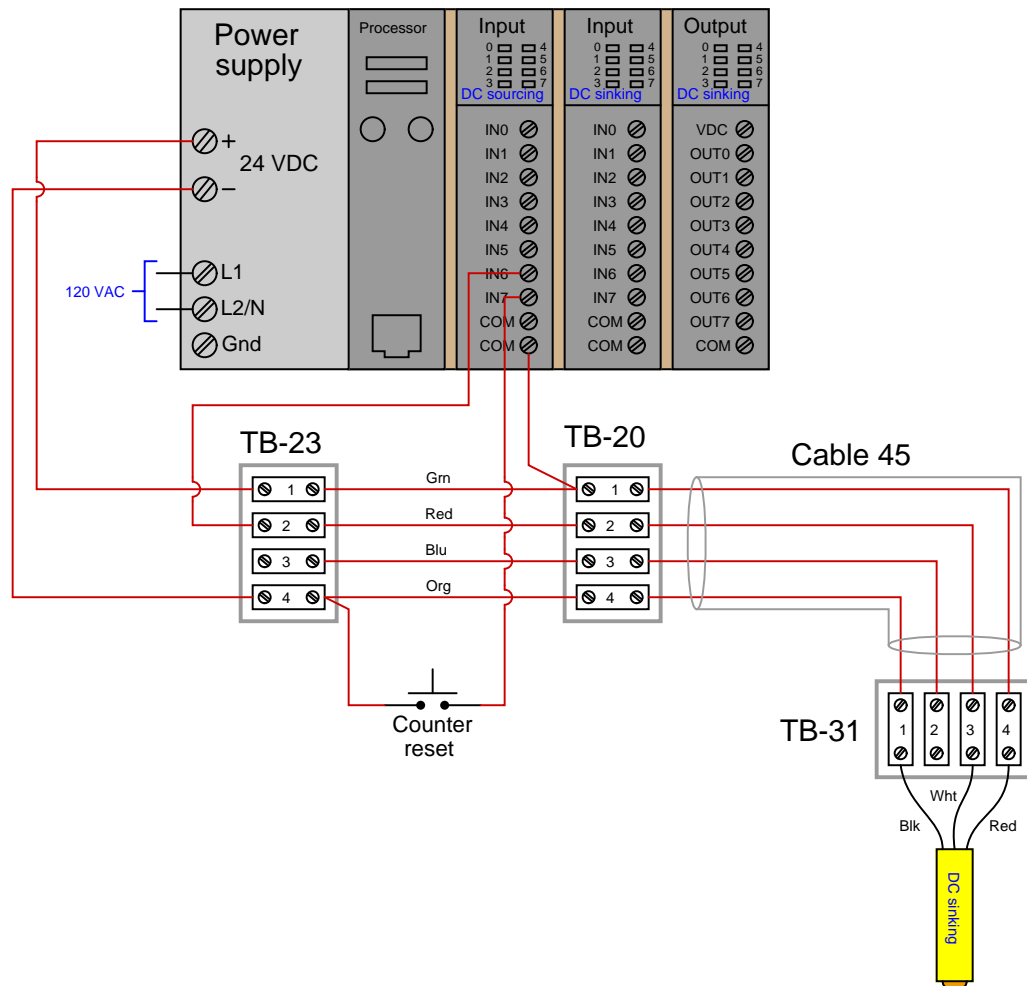 Power
supply
Processor
Input
0 4
1 5
2 6
3 7
DC sourcing
Input
0 4
1 5
2 6
3 7
DC sinking
Output
0 4
1 5
2 6
3 7
DC sinking
+
24 VDC
−
120 VAC
L1
L2/N
Gnd
IN0
IN1
IN2
IN3
IN4
IN5
IN6
IN7
COM
COM
IN0
IN1
IN2
IN3
IN4
IN5
IN6
IN7
COM
COM
VDC
OUT0
OUT1
OUT2
OUT3
OUT4
OUT5
OUT6
OUT7
COM
TB-23
1
2
3
4
Grn
Red
Blu
Org
TB-20
1
2
3
4
Cable 45
Counter
reset
TB-31
1 2 3 4
Blk
Wht
Red
DC sinking